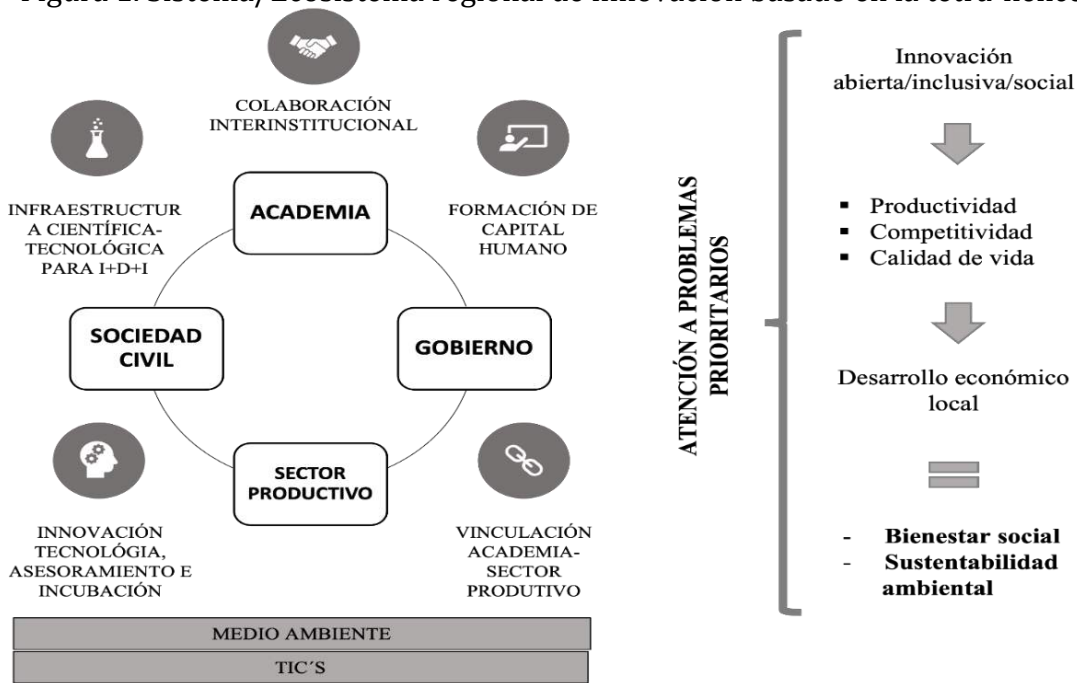 COLABORACIÓN
INTERINSTITUCIONAL
INFRAESTRUCTUR
A CIENTÍFICA-
TECNOLÓGICA
PARA I+D+I
ACADEMIA
FORMACIÓN DE
CAPITAL
HUMANO
SOCIEDAD
CIVIL
GOBIERNO
SECTOR
PRODUCTIVO
INNOVACIÓN
TECNOLÓGIA,
ASESORAMIENTO E
INCUBACIÓN
VINCULACIÓN
ACADEMIA-
SECTOR
PRODUTIVO
MEDIO AMBIENTE
TIC´S
ATENCIÓN A PROBLEMAS
PRIORITARIOS
Innovación
abierta/inclusiva/social
▪ Productividad
▪ Competitividad
▪ Calidad de vida
Desarrollo económico
local
- Bienestar social
- Sustentabilidad
ambiental